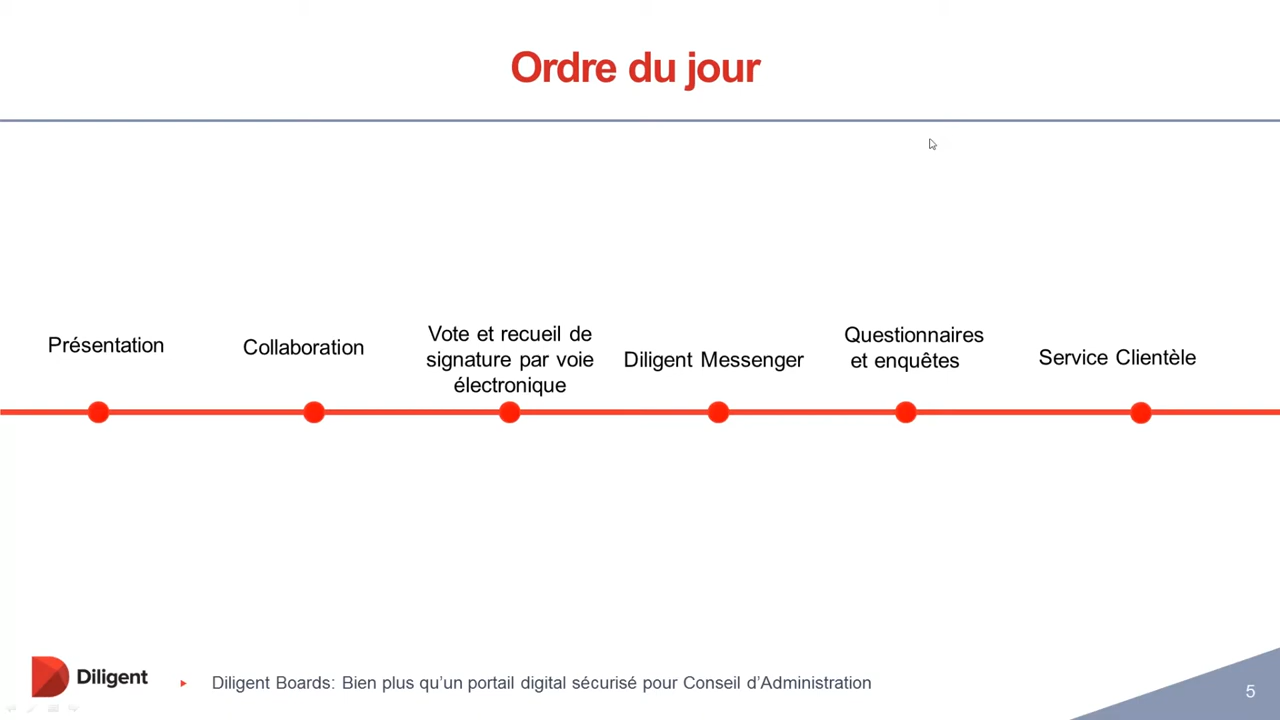 Ordre du jour
Présentation
Collaboration
Vote et recueil de
signature par voie
électronique
Diligent Messenger
Questionnaires
et enquêtes
Service Clientèle
Diligent
Diligent Boards: Bien plus qu’un portail digital sécurisé pour Conseil d’Administration
5